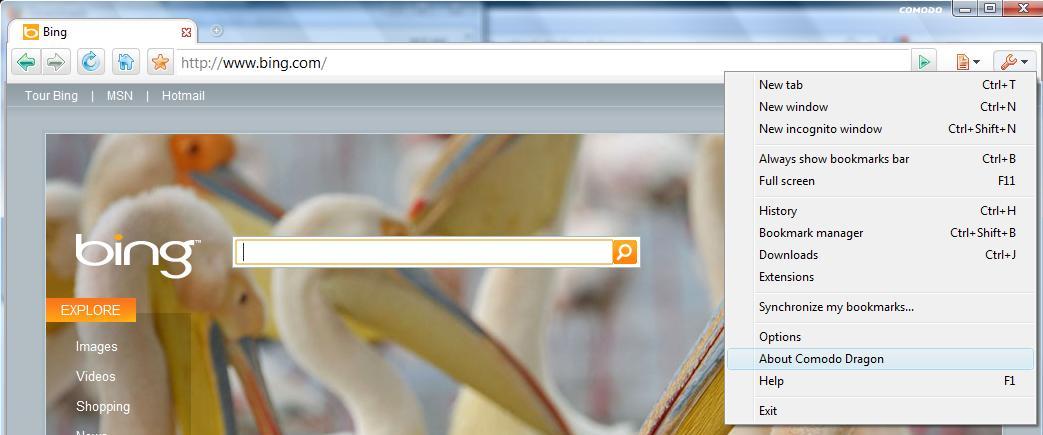 COMODO
Bing
http://www.bing.com/
Tour Bing | MSN | Hotmail
New tab Ctrl+T
New window Ctrl+N
New incognito window Ctrl+Shift+N
Always show bookmarks bar Ctrl+B
Full screen F11
History Ctrl+H
Bookmark manager Ctrl+Shift+B
Downloads Ctrl+J
Extensions
Synchronize my bookmarks...
Options
About Comodo Dragon
Help F1
Exit
bing™
EXPLORE
Images
Videos
Shopping